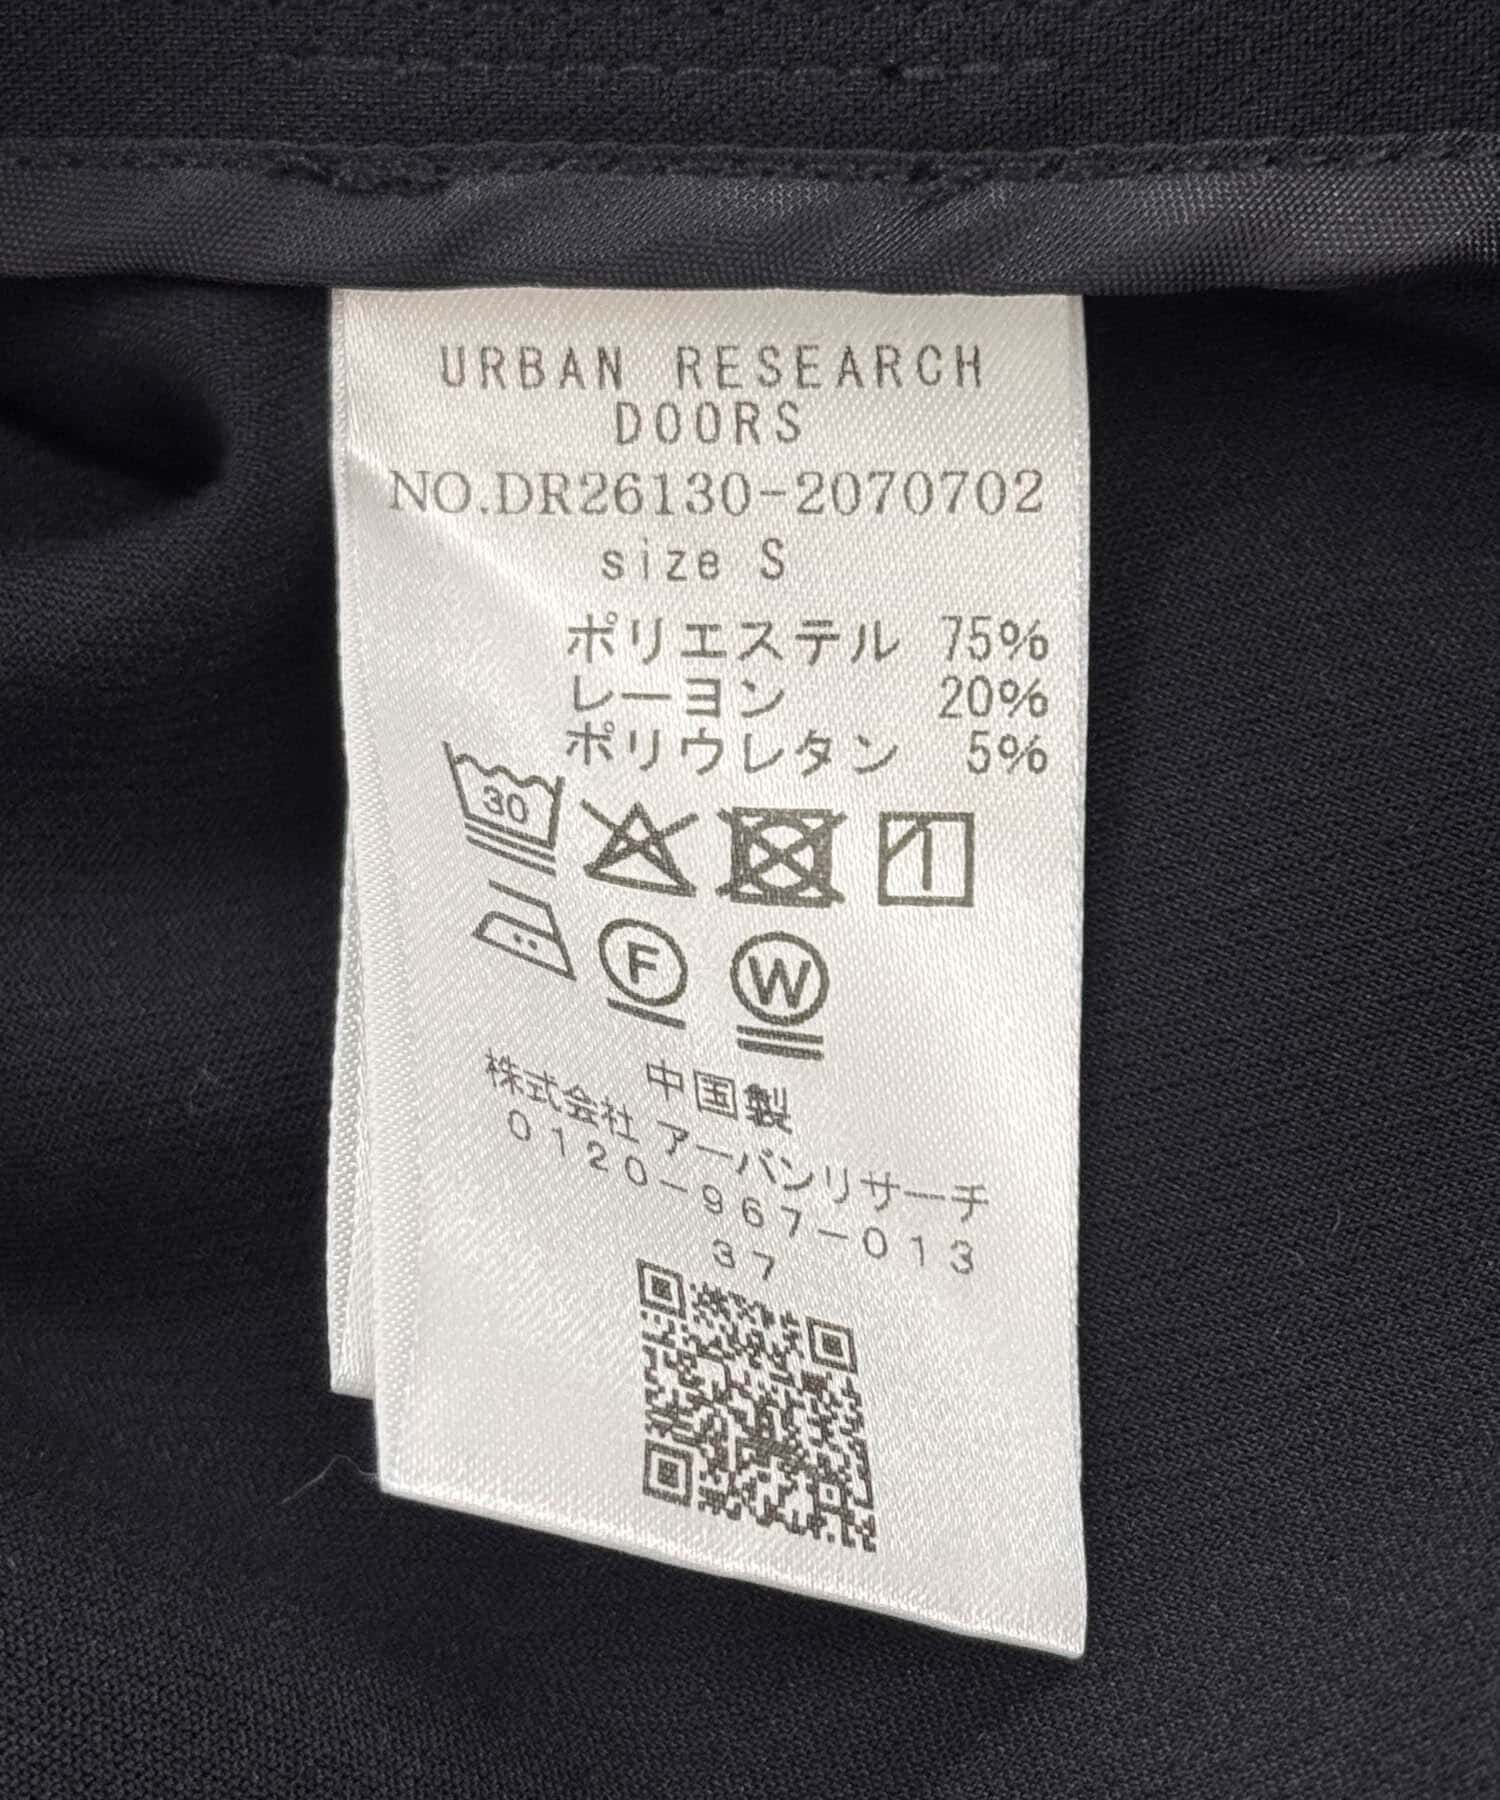 URBAN RESEARCH
DOORS
NO.DR26130-2070702
size S
ポリエステル 75%
レーヨン 20%
ポリウレタン 5%
30
F
W
中国製
株式会社 アーバンリサーチ
0120-967-013
37